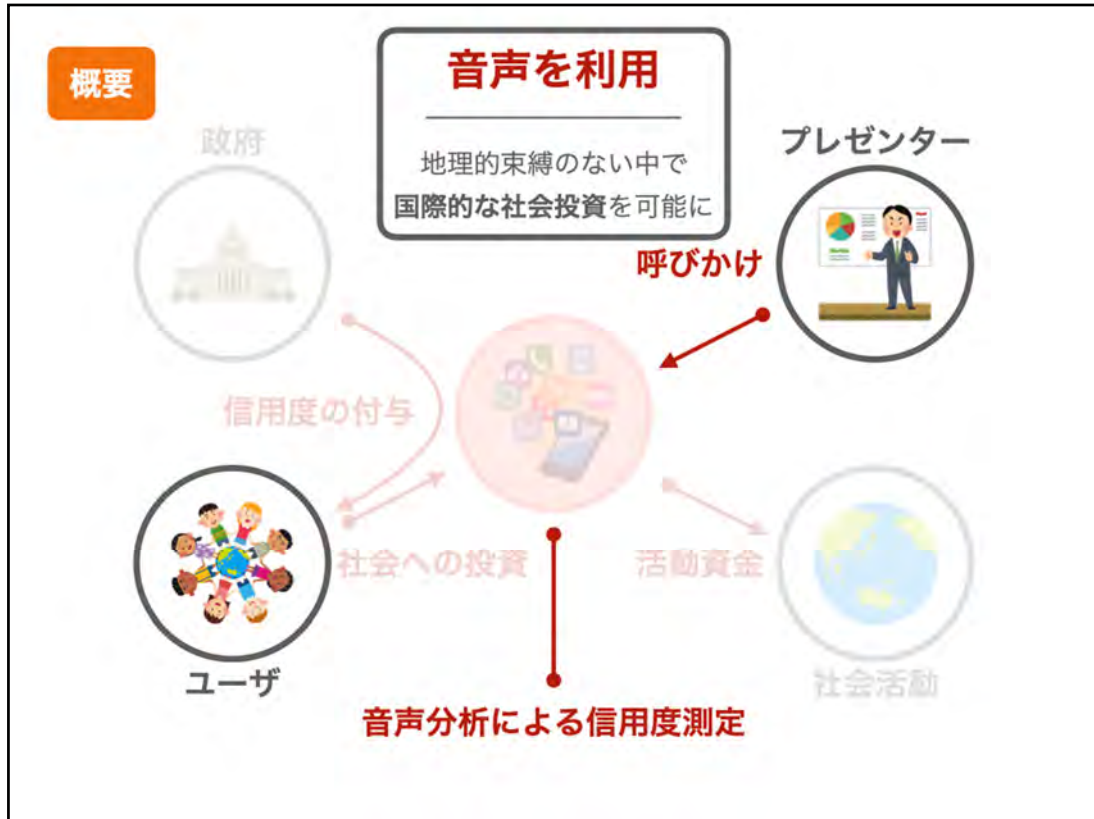 概要
音声を利用
地理的束縛のない中で
国際的な社会投資を可能に
政府
プレゼンター
呼びかけ
信用度の付与
社会への投資
活動資金
ユーザ
社会活動
音声分析による信用度測定